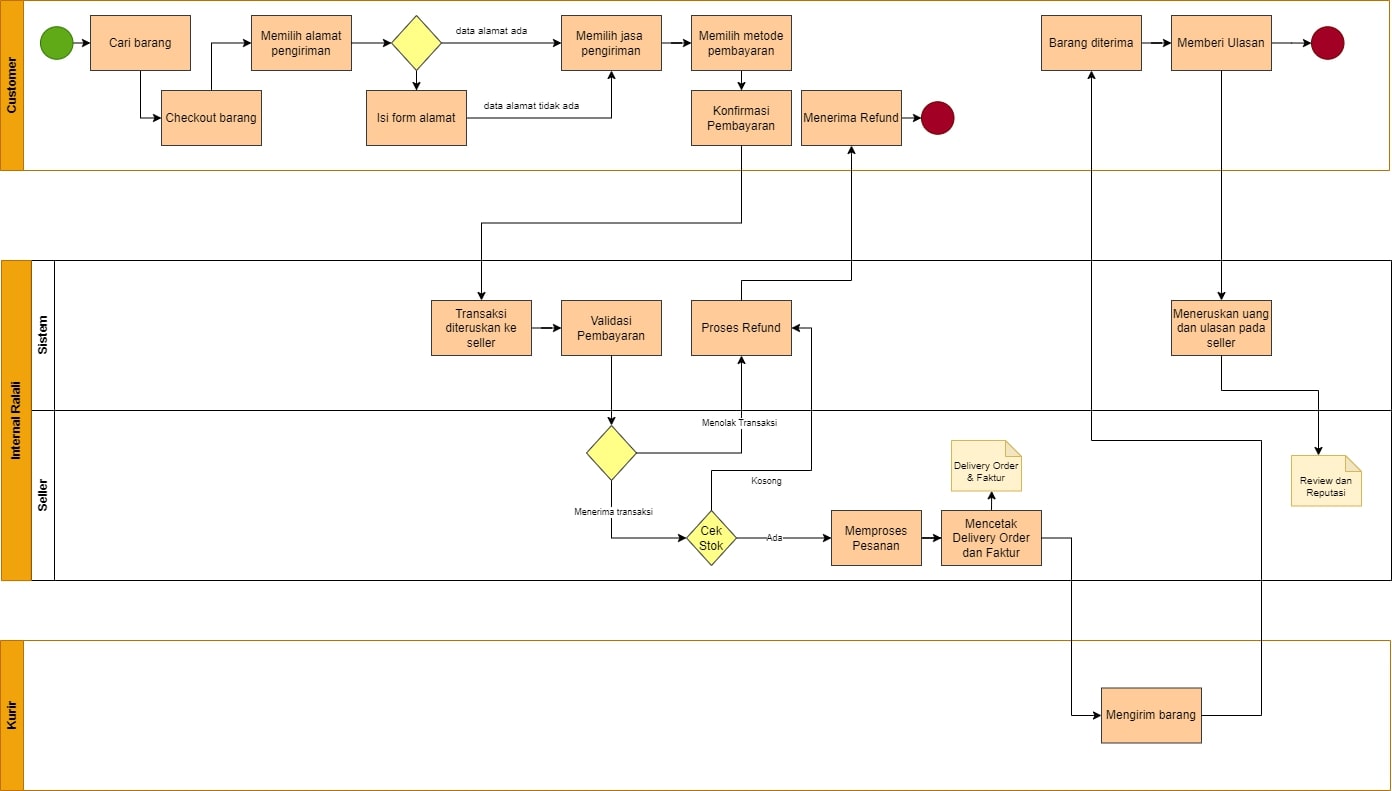 Customer
Cari barang
Memilih alamat
pengiriman
data alamat ada
Memilih jasa
pengiriman
Memilih metode
pembayaran
Barang diterima
Memberi Ulasan
Checkout barang
Isi form alamat
data alamat tidak ada
Konfirmasi
Pembayaran
Menerima Refund
Internal Ralali
Sistem
Transaksi
diteruskan ke
seller
Validasi
Pembayaran
Proses Refund
Meneruskan uang
dan ulasan pada
seller
Seller
Menolak Transaksi
Kosong
Menerima transaksi
Cek
Stok
Ada
Memproses
Pesanan
Mencetak
Delivery Order
dan Faktur
Delivery Order
& Faktur
Review dan
Reputasi
Kurir
Mengirim barang